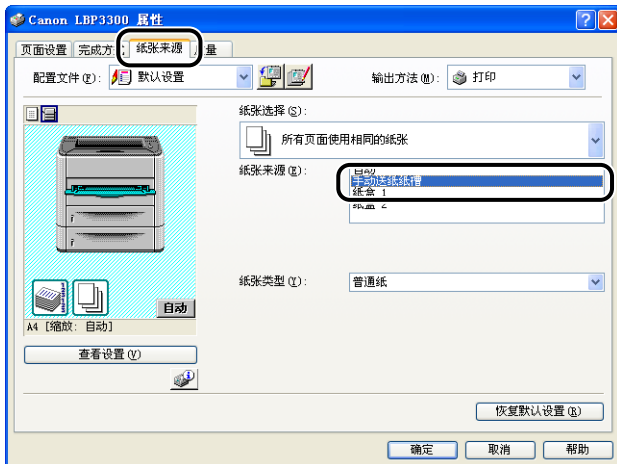 Canon LBP3300 属性
页面设置 完成方 纸张来源 量
配置文件(F): 默认设置 输出方法(M): 打印
纸张选择(S):
所有页面使用相同的纸张
纸张来源(E):
自动
手动送纸纸槽
纸盒 1
纸盒 2
纸张类型(Y): 普通纸
自动
A4 [缩放: 自动]
查看设置(V)
恢复默认设置(R)
确定 取消 帮助